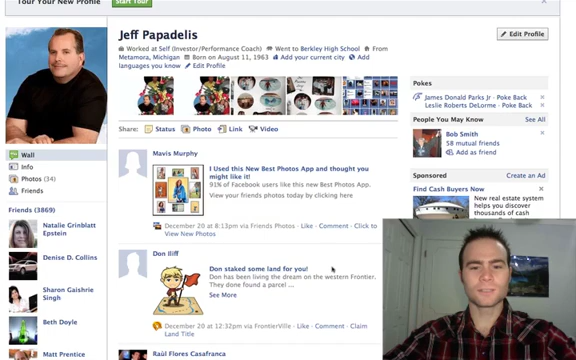 Tour Your New Profile
Start Tour
Jeff Papadelis
Edit Profile
Worked at Self (Investor/Performance Coach) Went to Berkley High School From
Metamora, Michigan Born on August 11, 1963 Add your current city Add
languages you know Edit Profile
Share: Status Photo Link Video
Wall
Info
Photos (34)
Friends
Friends (3869)
Natalie Grinblatt
Epstein
Denise D. Collins
Sharon Gaishrie
Singh
Beth Doyle
Matt Prentice
Mavis Murphy
I Used this New Best Photos App and thought you
might like it!
91% of Facebook users like this new Best Photos App.
View your friends photos today by clicking here
December 20 at 8:13pm via Friends Photos · Like · Comment · Click to
View New Photos
Don Iliff
Don staked some land for you!
Don has been living the dream on the western Frontier.
They done found a parcel ...
See More
December 20 at 12:32pm via FrontierVille · Like · Comment · Claim
Land Title
Raúl Flores Casafranca
Pokes
James Donald Parks Jr · Poke Back
Leslie Roberts DeLorme · Poke Back
People You May Know See All
Bob Smith
58 mutual friends
Add as friend
Sponsored Create an Ad
Find Cash Buyers Now
New real estate system
helps you discover
thousands of cash